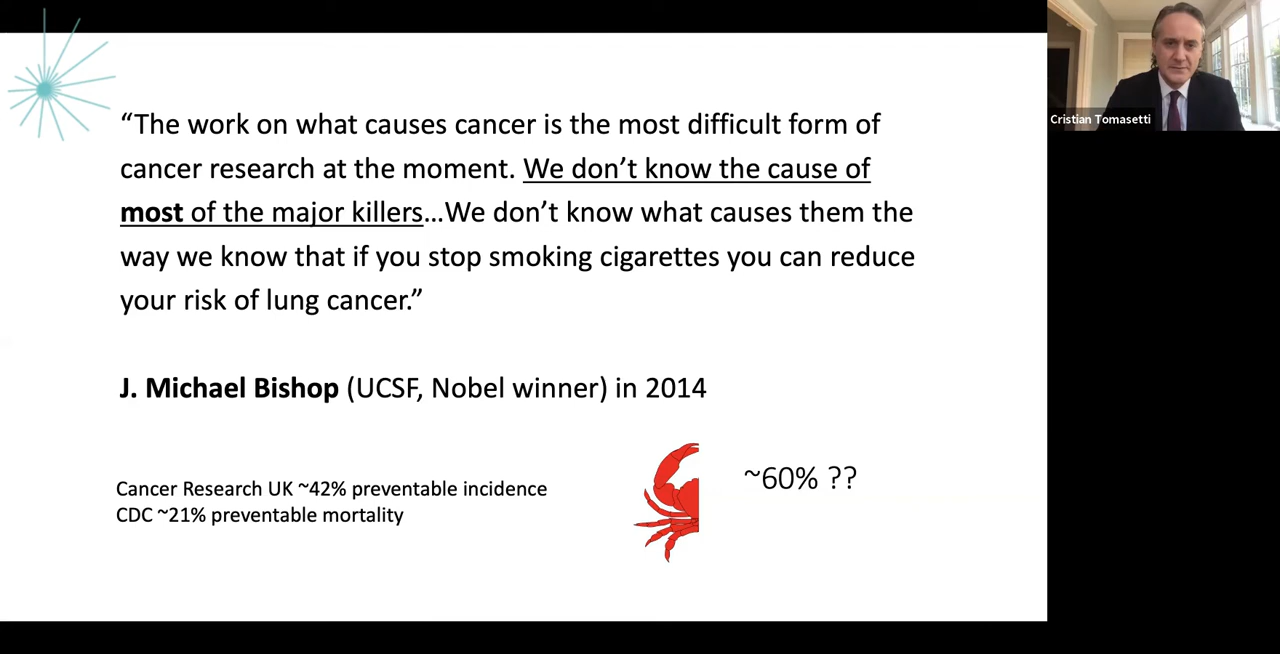 “The work on what causes cancer is the most difficult form of
cancer research at the moment. We don’t know the cause of
most of the major killers…We don’t know what causes them the
way we know that if you stop smoking cigarettes you can reduce
your risk of lung cancer.”
J. Michael Bishop (UCSF, Nobel winner) in 2014
Cancer Research UK ~42% preventable incidence
CDC ~21% preventable mortality
~60% ??
Cristian Tomasetti